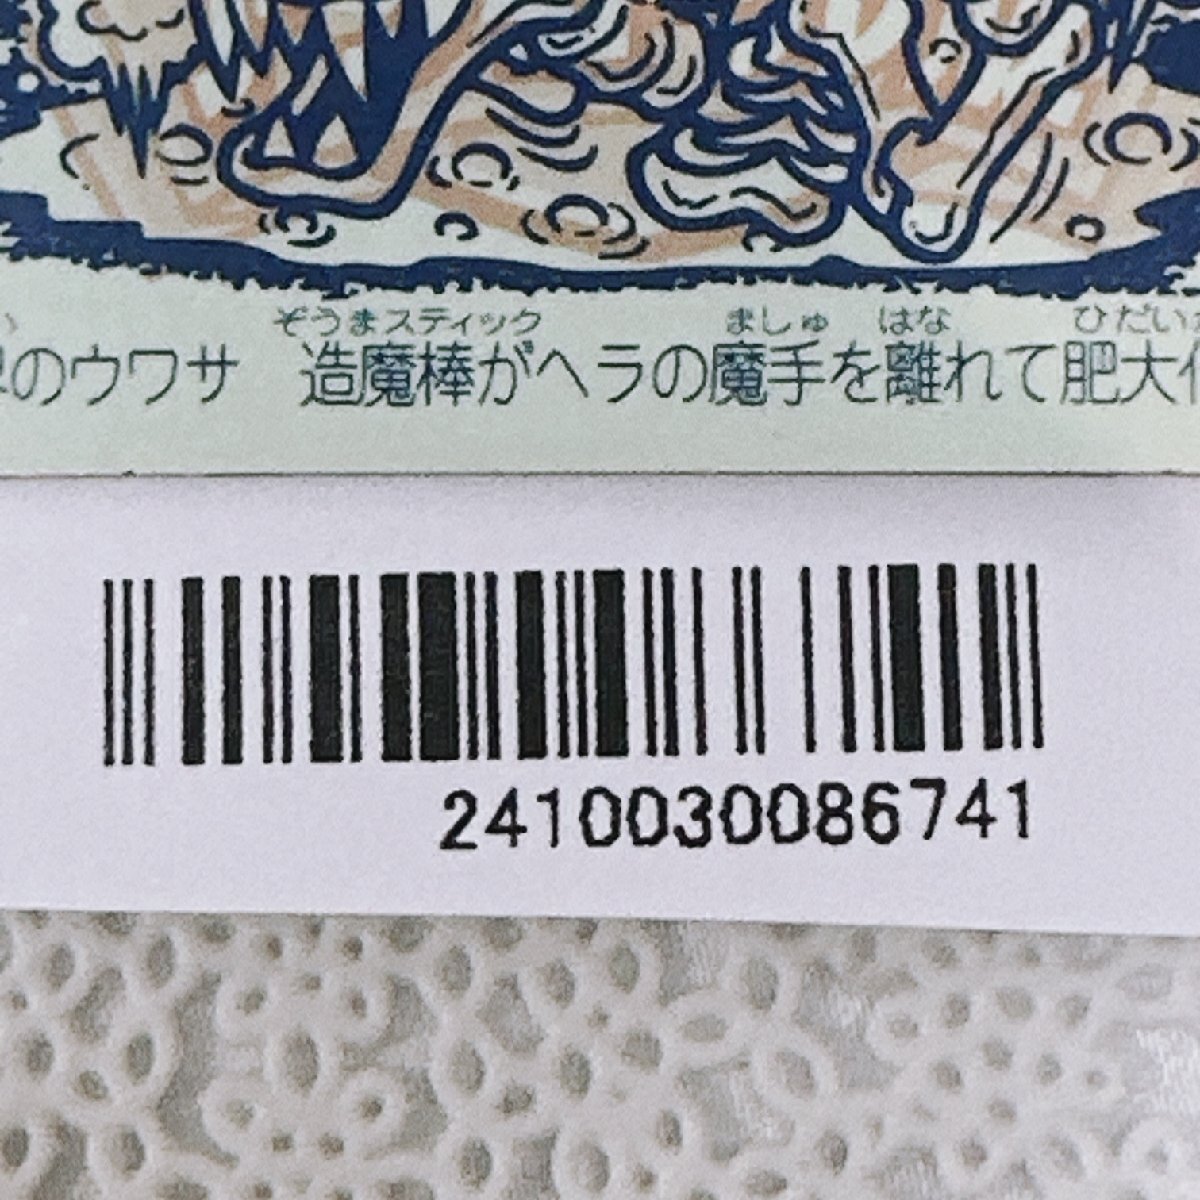 ぞうまスティック ましゅ はな ひだい
のウワサ 造魔棒がヘラの魔手を離れて肥大
2410030086741